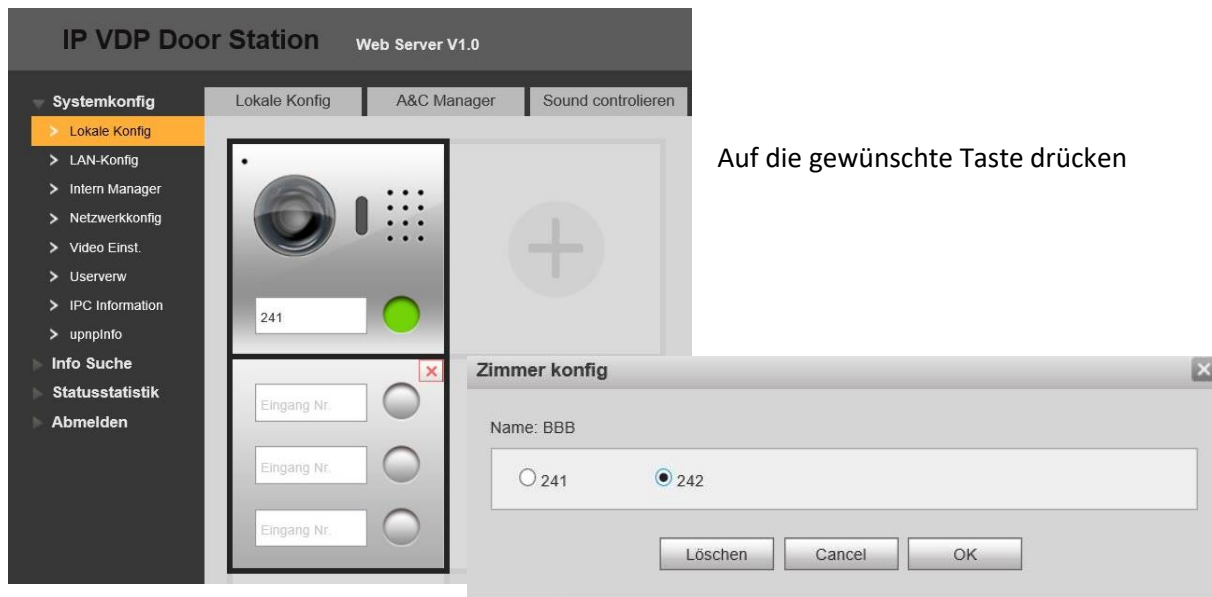 IP VDP Door Station Web Server V1.0
Systemkonfig
Lokale Konfig
LAN-Konfig
Intern Manager
Netzwerkkonfig
Video Einst.
Userverw
IPC Information
upnpInfo
Info Suche
Statusstatistik
Abmelden
Lokale Konfig A&C Manager Sound controlieren
241
Eingang Nr.
Eingang Nr.
Eingang Nr.
Auf die gewünschte Taste drücken
Zimmer konfig
Name: BBB
241 242
Löschen Cancel OK